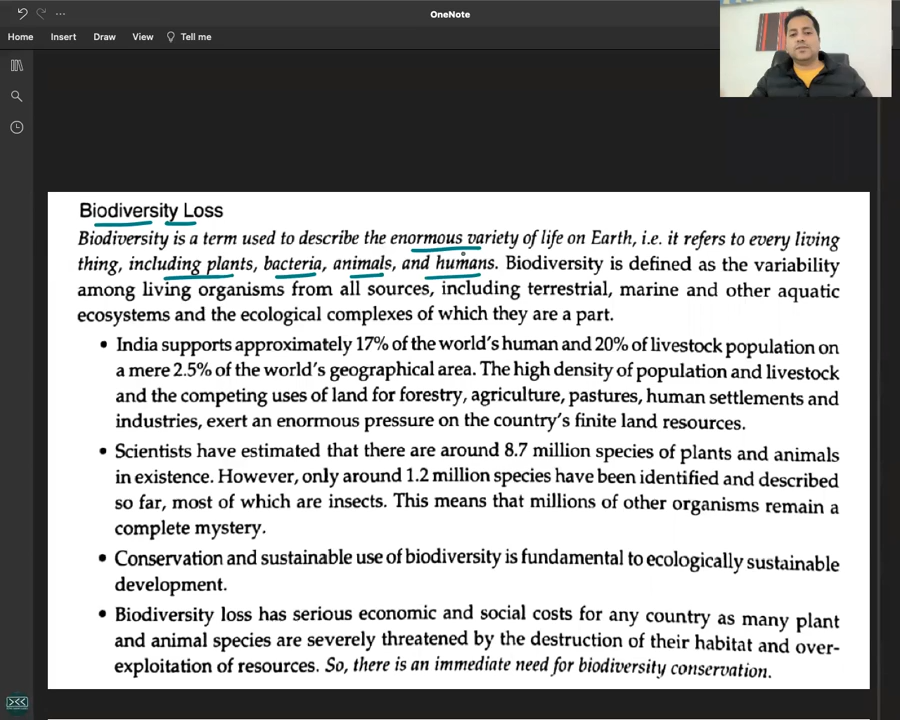 OneNote
Home Insert Draw View Tell me
Biodiversity Loss
Biodiversity is a term used to describe the enormous variety of life on Earth, i.e. it refers to every living
thing, including plants, bacteria, animals, and humans. Biodiversity is defined as the variability
among living organisms from all sources, including terrestrial, marine and other aquatic
ecosystems and the ecological complexes of which they are a part.
• India supports approximately 17% of the world's human and 20% of livestock population on
a mere 2.5% of the world's geographical area. The high density of population and livestock
and the competing uses of land for forestry, agriculture, pastures, human settlements and
industries, exert an enormous pressure on the country's finite land resources.
• Scientists have estimated that there are around 8.7 million species of plants and animals
in existence. However, only around 1.2 million species have been identified and described
so far, most of which are insects. This means that millions of other organisms remain a
complete mystery.
• Conservation and sustainable use of biodiversity is fundamental to ecologically sustainable
development.
• Biodiversity loss has serious economic and social costs for any country as many plant
and animal species are severely threatened by the destruction of their habitat and over-
exploitation of resources. So, there is an immediate need for biodiversity conservation.